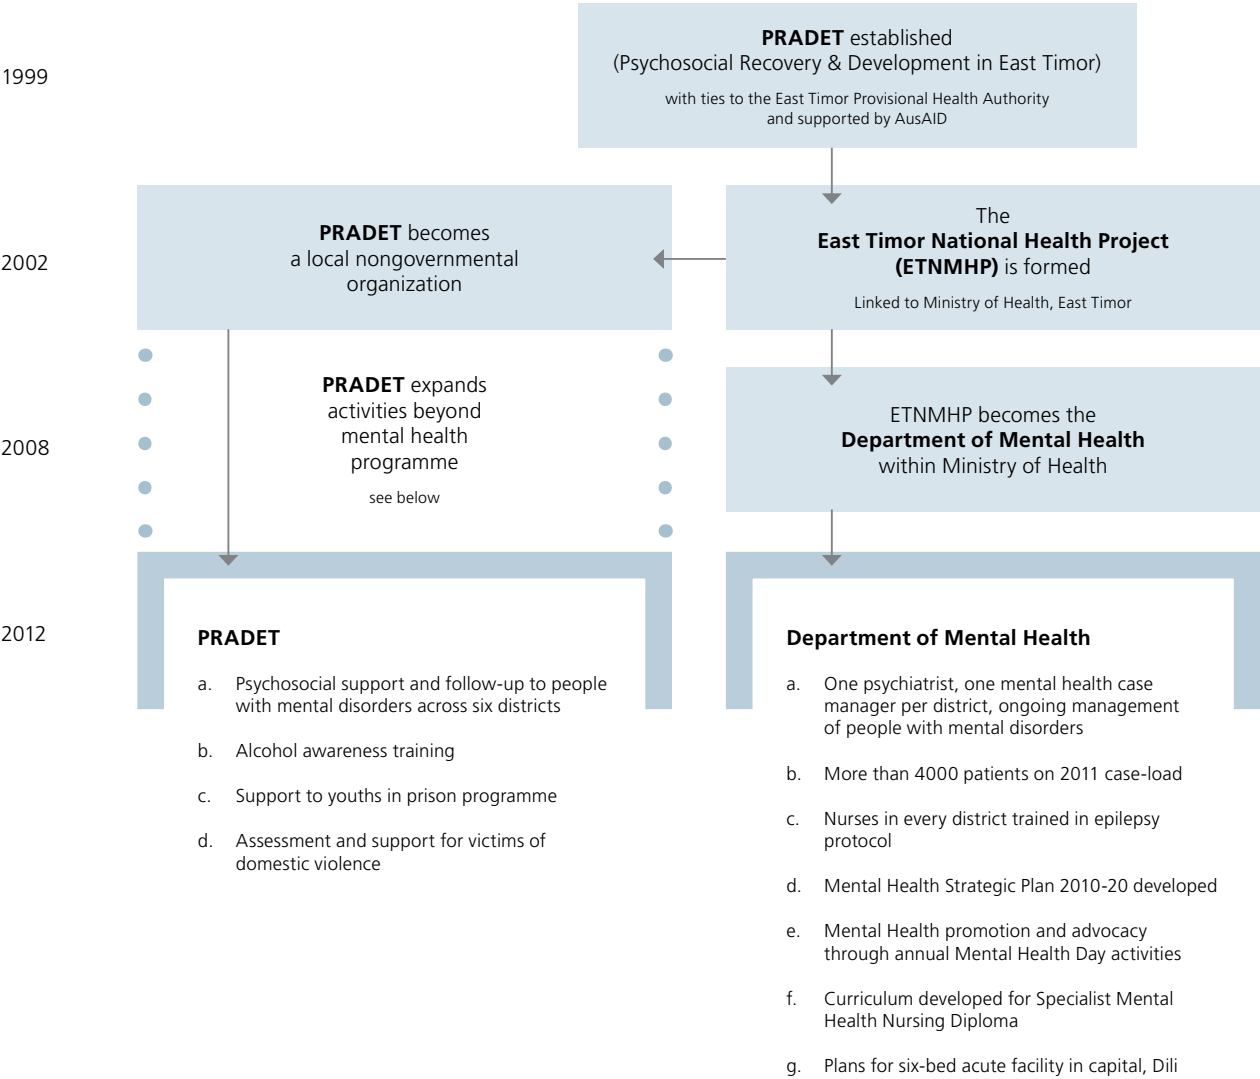 1999
PRADET established
(Psychosocial Recovery & Development in East Timor)
with ties to the East Timor Provisional Health Authority
and supported by AusAID
2002
PRADET becomes
a local nongovernmental
organization
The
East Timor National Health Project
(ETNMHP) is formed
Linked to Ministry of Health, East Timor
2008
PRADET expands
activities beyond
mental health
programme
see below
ETNMHP becomes the
Department of Mental Health
within Ministry of Health
2012
PRADET
a. Psychosocial support and follow-up to people
with mental disorders across six districts
b. Alcohol awareness training
c. Support to youths in prison programme
d. Assessment and support for victims of
domestic violence
Department of Mental Health
a. One psychiatrist, one mental health case
manager per district, ongoing management
of people with mental disorders
b. More than 4000 patients on 2011 case-load
c. Nurses in every district trained in epilepsy
protocol
d. Mental Health Strategic Plan 2010-20 developed
e. Mental Health promotion and advocacy
through annual Mental Health Day activities
f. Curriculum developed for Specialist Mental
Health Nursing Diploma
g. Plans for six-bed acute facility in capital, Dili